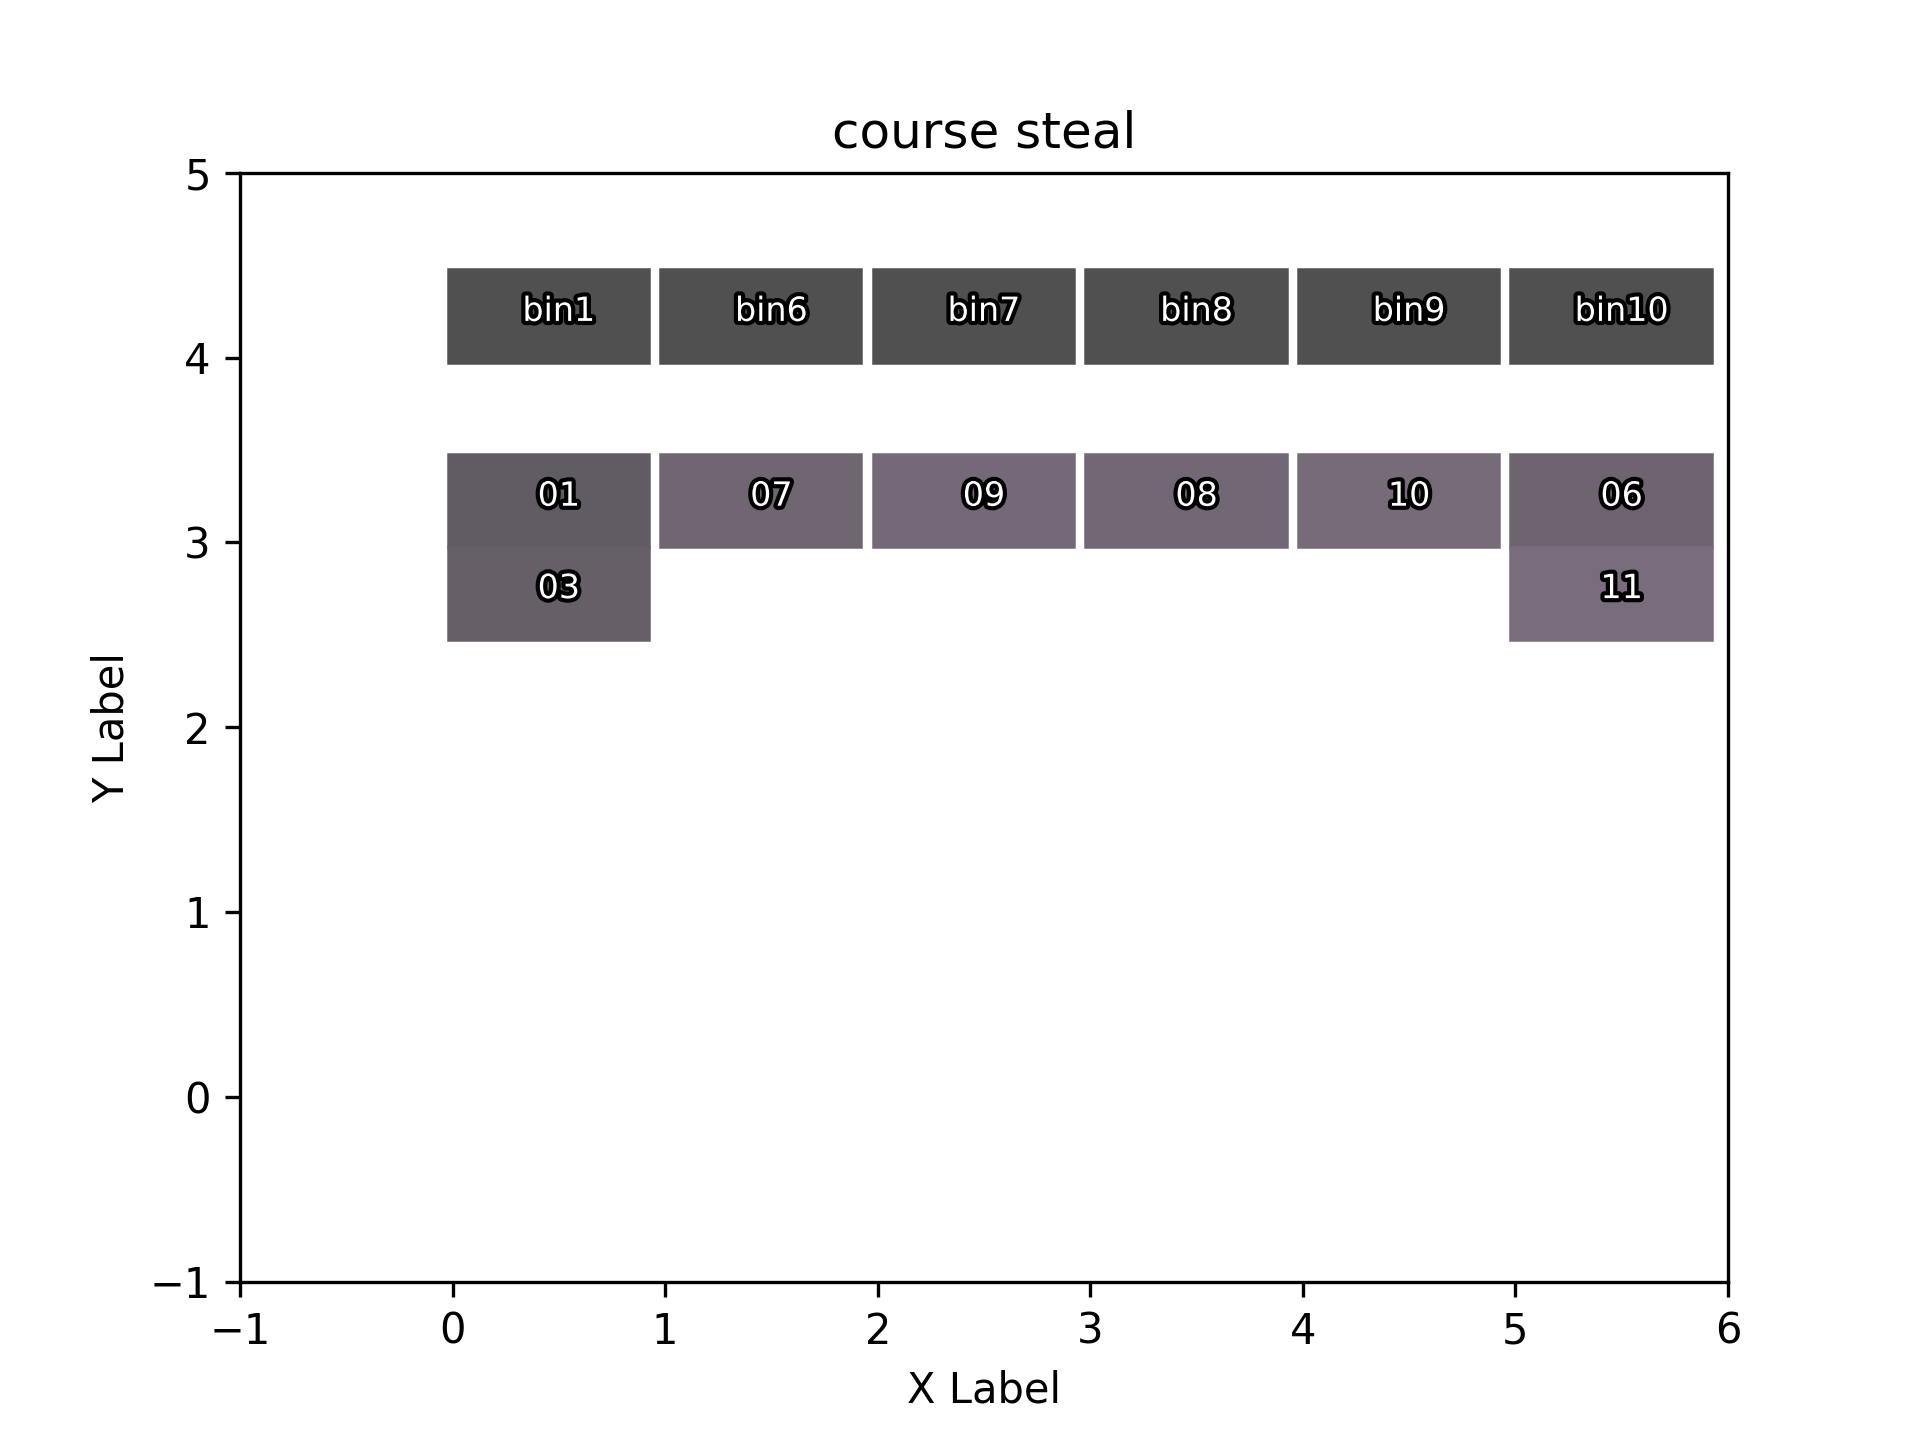 course steal
5
bin1 bin6 bin7 bin8 bin9 bin10
4
01 07 09 08 10 06
3
03 11
2
Y Label
1
0
−1
−1 0 1 2 3 4 5 6
X Label